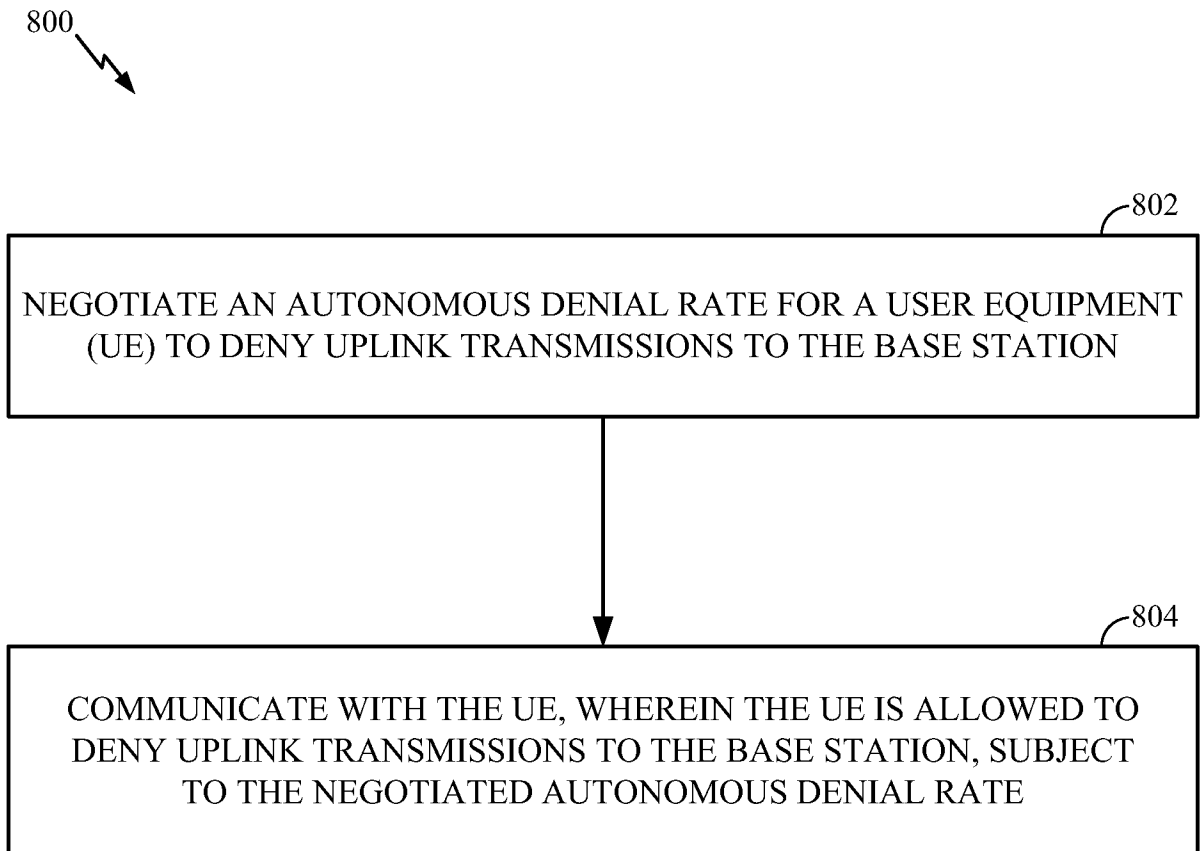 800
802
NEGOTIATE AN AUTONOMOUS DENIAL RATE FOR A USER EQUIPMENT
(UE) TO DENY UPLINK TRANSMISSIONS TO THE BASE STATION
804
COMMUNICATE WITH THE UE, WHEREIN THE UE IS ALLOWED TO
DENY UPLINK TRANSMISSIONS TO THE BASE STATION, SUBJECT
TO THE NEGOTIATED AUTONOMOUS DENIAL RATE